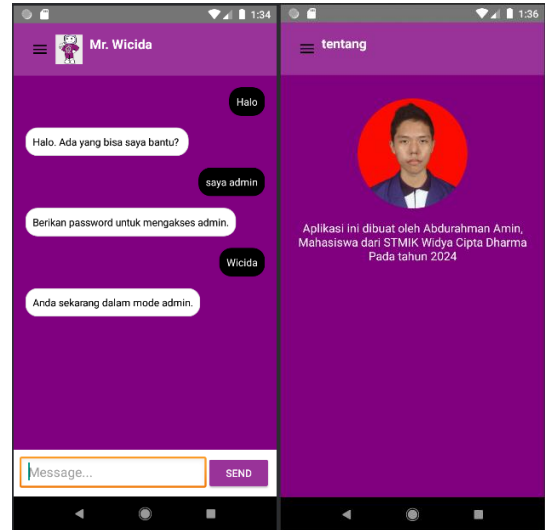 1:34
Mr. Wicida
Halo
Halo. Ada yang bisa saya bantu?
saya admin
Berikan password untuk mengakses admin.
Wicida
Anda sekarang dalam mode admin.
Message...
SEND
1:36
tentang
Aplikasi ini dibuat oleh Abdurahman Amin,
Mahasiswa dari STMIK Widya Cipta Dharma
Pada tahun 2024